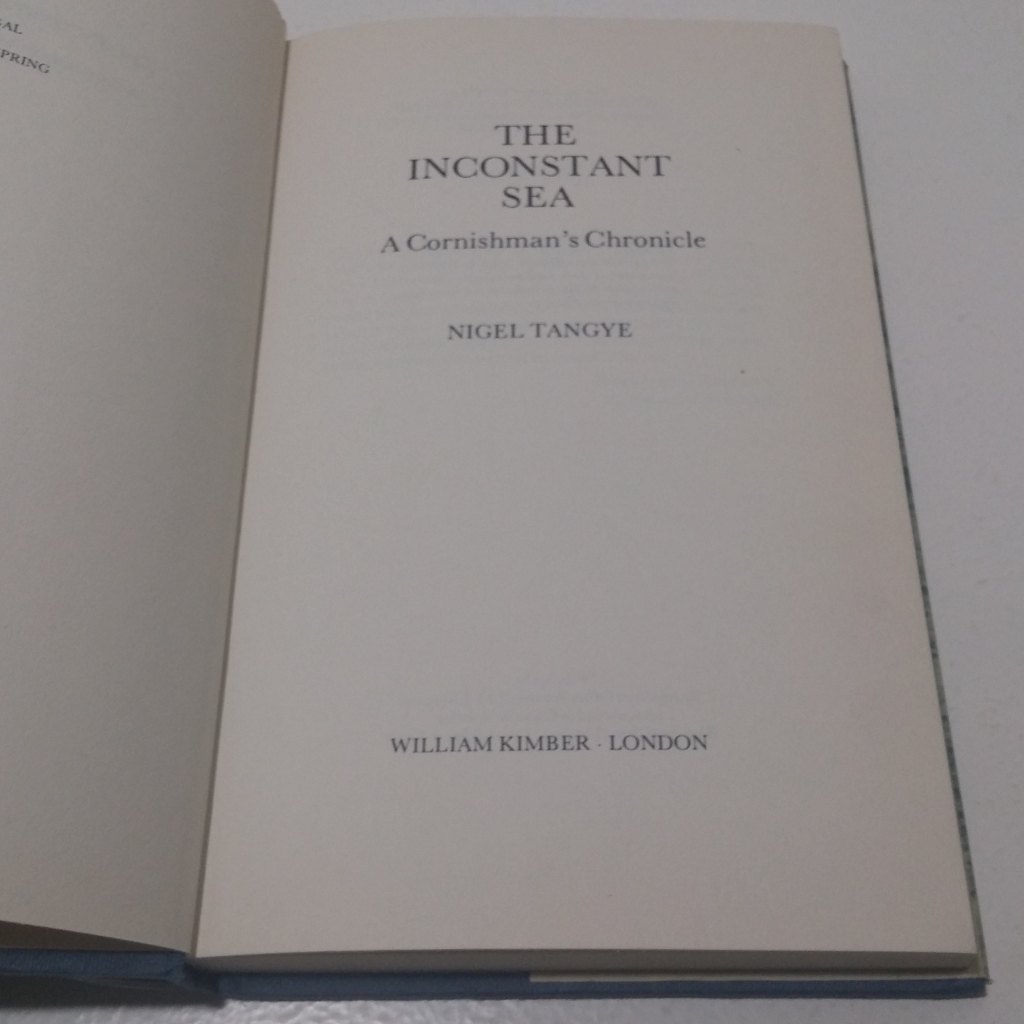 THE
INCONSTANT
SEA
A Cornishman's Chronicle
NIGEL TANGYE
WILLIAM KIMBER · LONDON